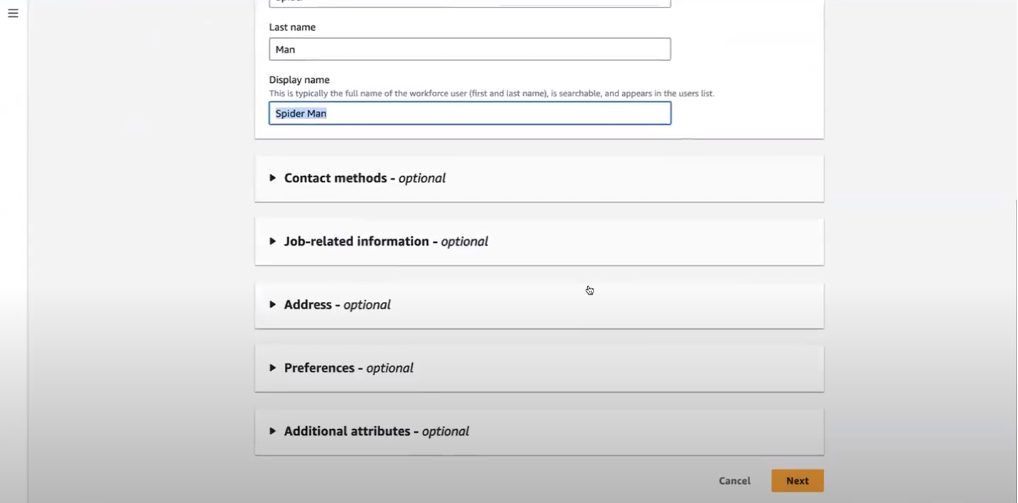 Last name
Man
Display name
This is typically the full name of the workforce user (first and last name), is searchable, and appears in the users list.
Spider Man
Contact methods - optional
Job-related information - optional
Address - optional
Preferences - optional
Additional attributes - optional
Cancel Next